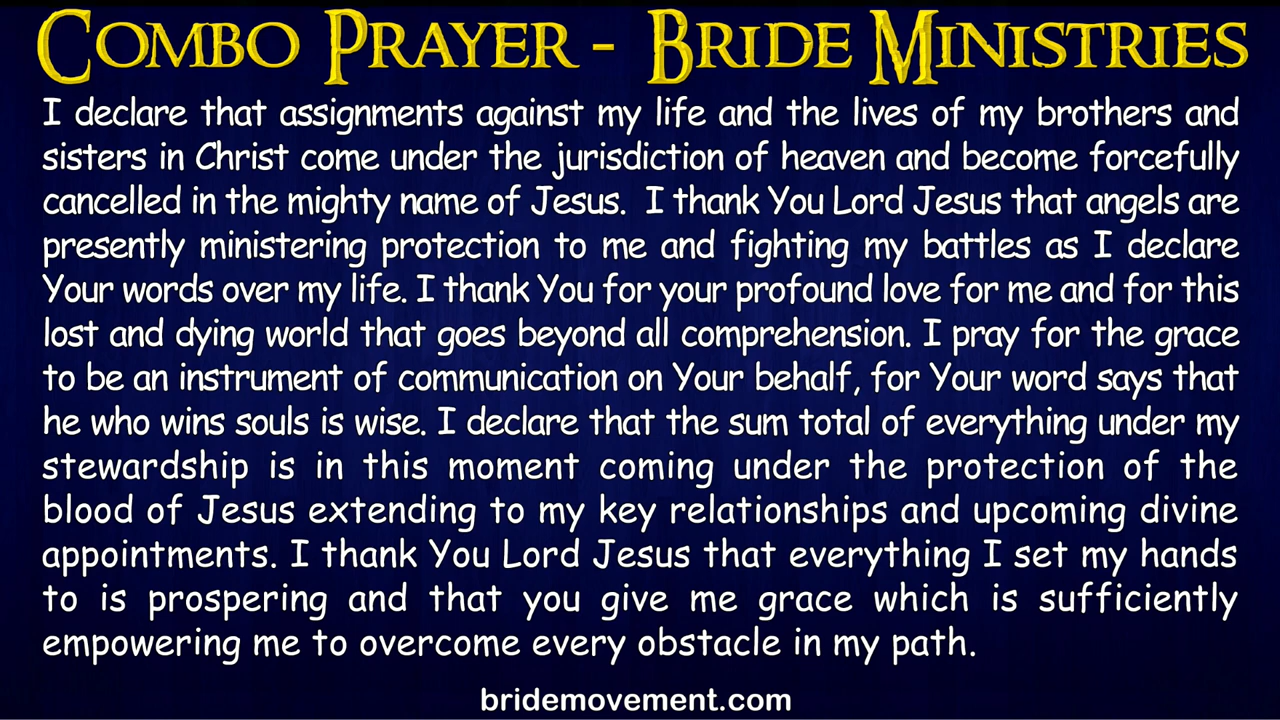 Combo Prayer - Bride Ministries
I declare that assignments against my life and the lives of my brothers and
sisters in Christ come under the jurisdiction of heaven and become forcefully
cancelled in the mighty name of Jesus.  I thank You Lord Jesus that angels are
presently ministering protection to me and fighting my battles as I declare
Your words over my life. I thank You for your profound love for me and for this
lost and dying world that goes beyond all comprehension. I pray for the grace
to be an instrument of communication on Your behalf, for Your word says that
he who wins souls is wise. I declare that the sum total of everything under my
stewardship is in this moment coming under the protection of the
blood of Jesus extending to my key relationships and upcoming divine
appointments. I thank You Lord Jesus that everything I set my hands
to is prospering and that you give me grace which is sufficiently
empowering me to overcome every obstacle in my path.
bridemovement.com